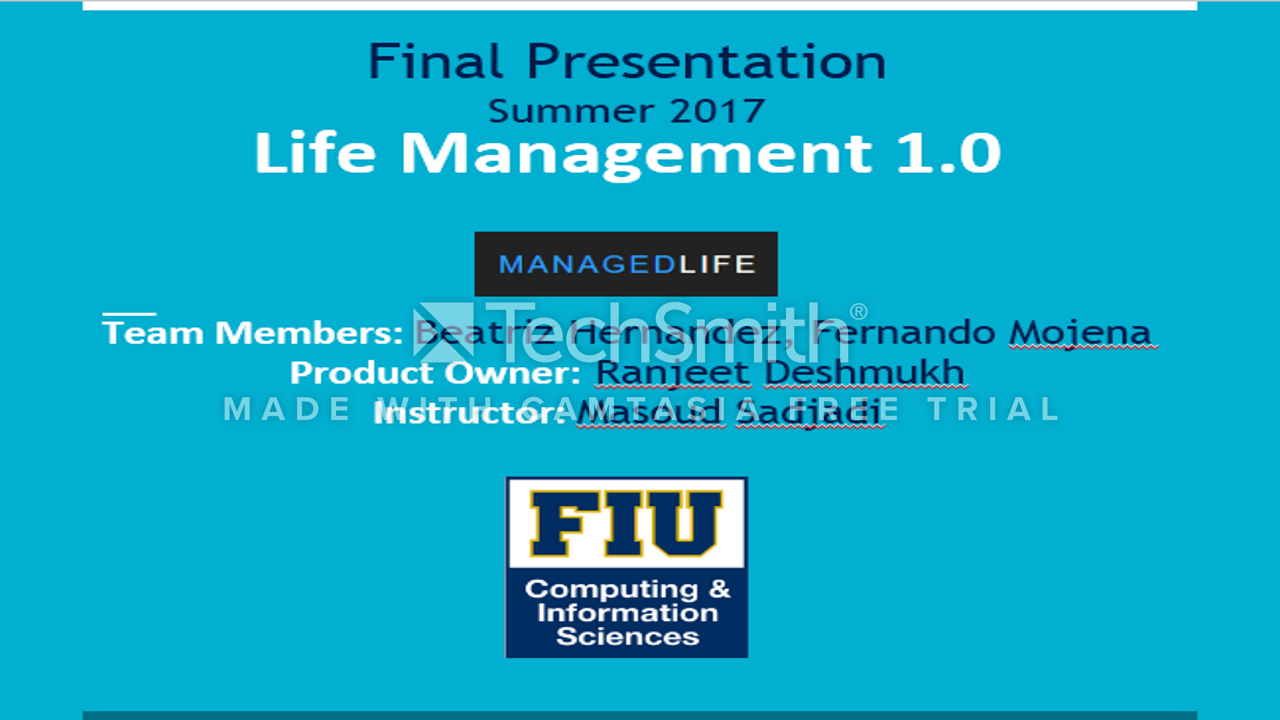 Final Presentation
Summer 2017
Life Management 1.0
MANAGEDLIFE
TechSmith®
Team Members: Beatriz Hernandez, Fernando Mojena
Product Owner: Ranjeet Deshmukh
MADE WITH CAMTASIA FREE TRIAL
Instructor: Masoud Sadjadi
FIU
Computing &
Information
Sciences